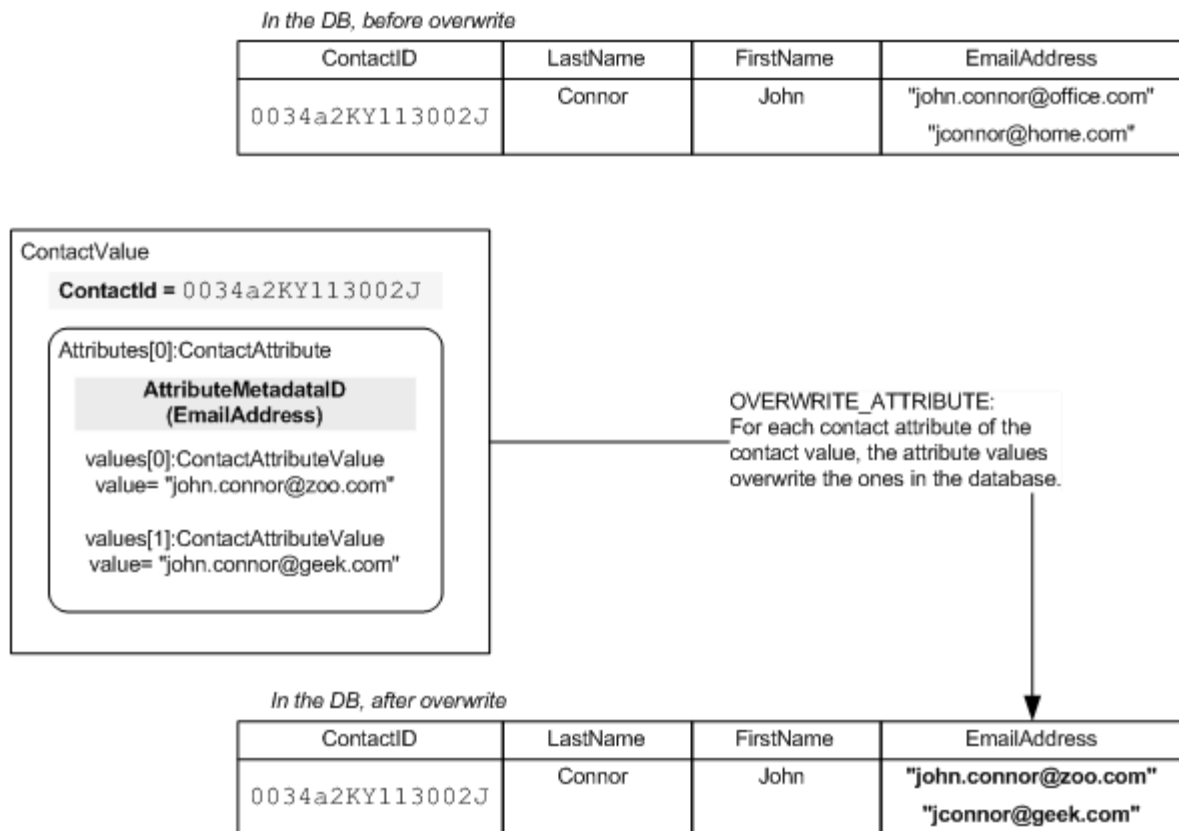 In the DB, before overwrite
ContactID LastName FirstName EmailAddress
0034a2KY113002J Connor John "john.connor@office.com"
"jconnor@home.com"
ContactValue
ContactId = 0034a2KY113002J
Attributes[0]:ContactAttribute
AttributeMetadataID
(EmailAddress)
values[0]:ContactAttributeValue
value= "john.connor@zoo.com"
values[1]:ContactAttributeValue
value= "john.connor@geek.com"
OVERWRITE_ATTRIBUTE:
For each contact attribute of the
contact value, the attribute values
overwrite the ones in the database.
In the DB, after overwrite
ContactID LastName FirstName EmailAddress
0034a2KY113002J Connor John "john.connor@zoo.com"
"jconnor@geek.com"